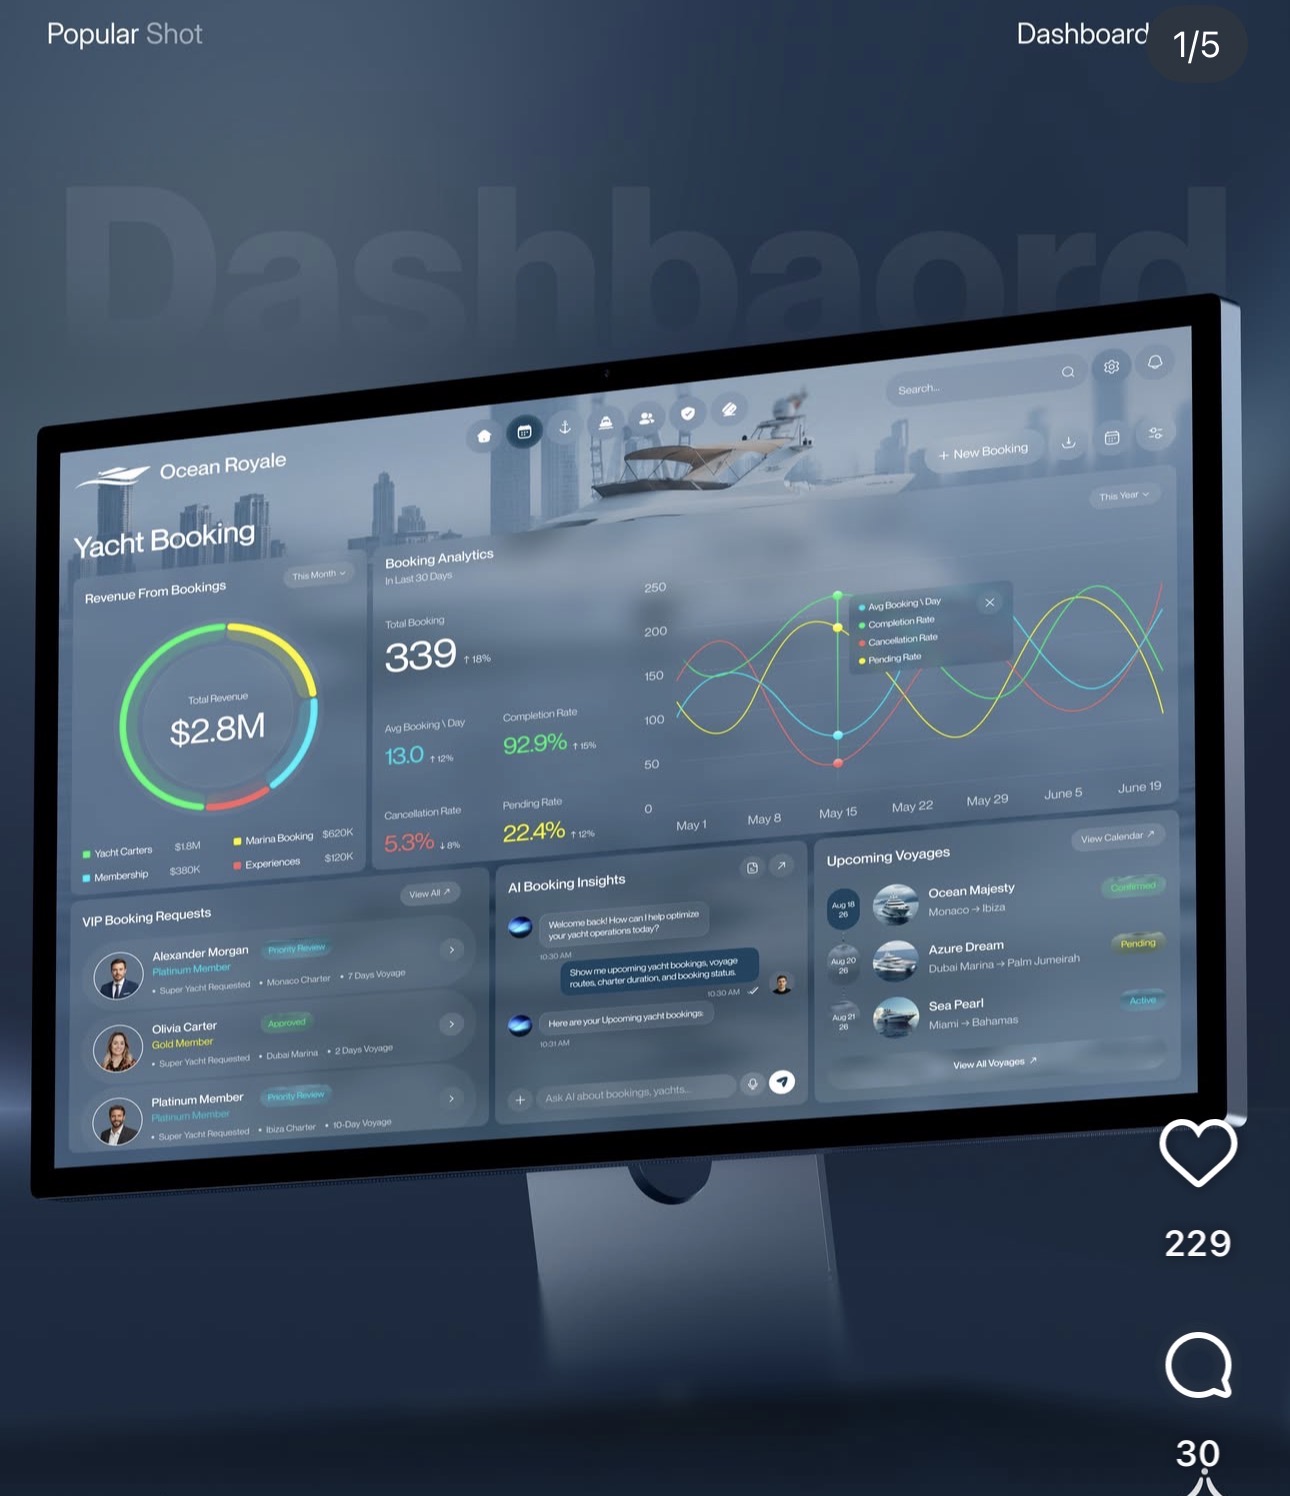 Popular Shot
Dashboard
1/5
Dashbaord
Ocean Royale
Search...
+ New Booking
Yacht Booking
Revenue From Bookings
This Month
Total Revenue
$2.8M
Yacht Carters $1.8M
Marina Booking $620K
Membership $380K
Experiences $120K
Booking Analytics
In Last 30 Days
This Year
Total Booking
339 ↑ 18%
Avg Booking \ Day
13.0 ↑ 12%
Completion Rate
92.9% ↑ 15%
Cancellation Rate
5.3% ↓ 8%
Pending Rate
22.4% ↑ 12%
250
200
150
100
50
0
Avg Booking \ Day
Completion Rate
Cancellation Rate
Pending Rate
May 1
May 8
May 15
May 22
May 29
June 5
June 19
VIP Booking Requests
View All ↗
Alexander Morgan Priority Review
Platinum Member
• Super Yacht Requested • Monaco Charter • 7 Days Voyage
Olivia Carter Approved
Gold Member
• Super Yacht Requested • Dubai Marina • 2 Days Voyage
Platinum Member Priority Review
Platinum Member
• Super Yacht Requested • Ibiza Charter • 10-Day Voyage
AI Booking Insights
Welcome back! How can I help optimize
your yacht operations today?
10:30 AM
Show me upcoming yacht bookings, voyage
routes, charter duration, and booking status.
10:30 AM
Here are your Upcoming yacht bookings:
10:31 AM
Ask AI about bookings, yachts...
Upcoming Voyages
View Calendar ↗
Aug 18
26
Ocean Majesty
Monaco → Ibiza
Confirmed
Aug 20
26
Azure Dream
Dubai Marina → Palm Jumeirah
Pending
Aug 21
26
Sea Pearl
Miami → Bahamas
Active
View All Voyages ↗
229
30